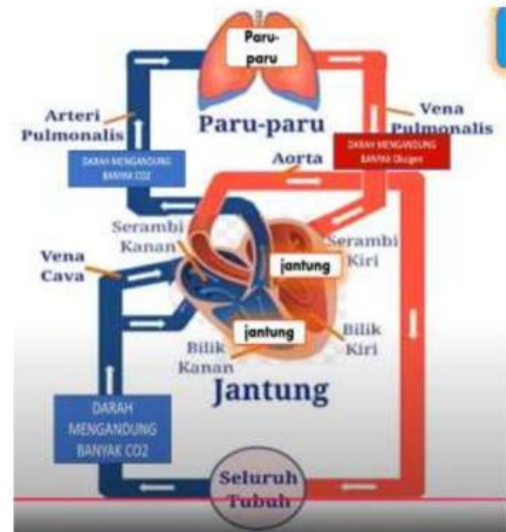 Paru-
paru
Arteri
Pulmonalis
Paru-paru
Vena
Pulmonalis
DARAH MENGANDUNG
BANYAK CO2
DARAH MENGANDUNG
BANYAK Oksigen
Aorta
Serambi
Kanan
Serambi
Kiri
Vena
Cava
jantung
jantung
Bilik
Kanan
Bilik
Kiri
Jantung
DARAH
MENGANDUNG
BANYAK CO2
Seluruh
Tubuh